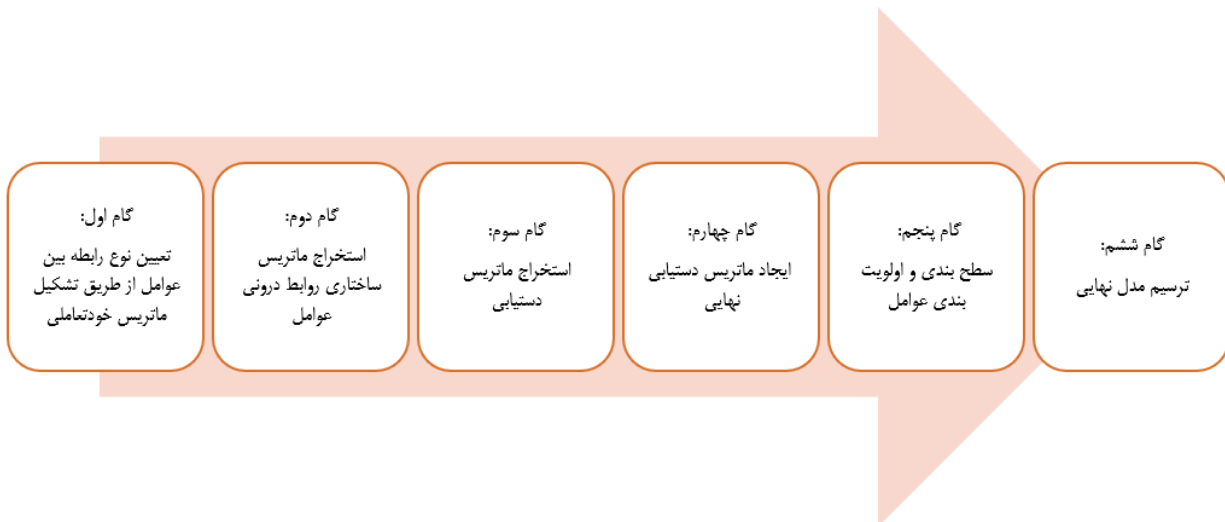 گام اول:
تعیین نوع رابطه بین
عوامل از طریق تشکیل
ماتریس خودتعاملی
گام دوم:
استخراج ماتریس
ساختاری روابط درونی
عوامل
گام سوم:
استخراج ماتریس
دستیابی
گام چهارم:
ایجاد ماتریس دستیابی
نهایی
گام پنجم:
سطح بندی و اولویت
بندی عوامل
گام ششم:
ترسیم مدل نهایی